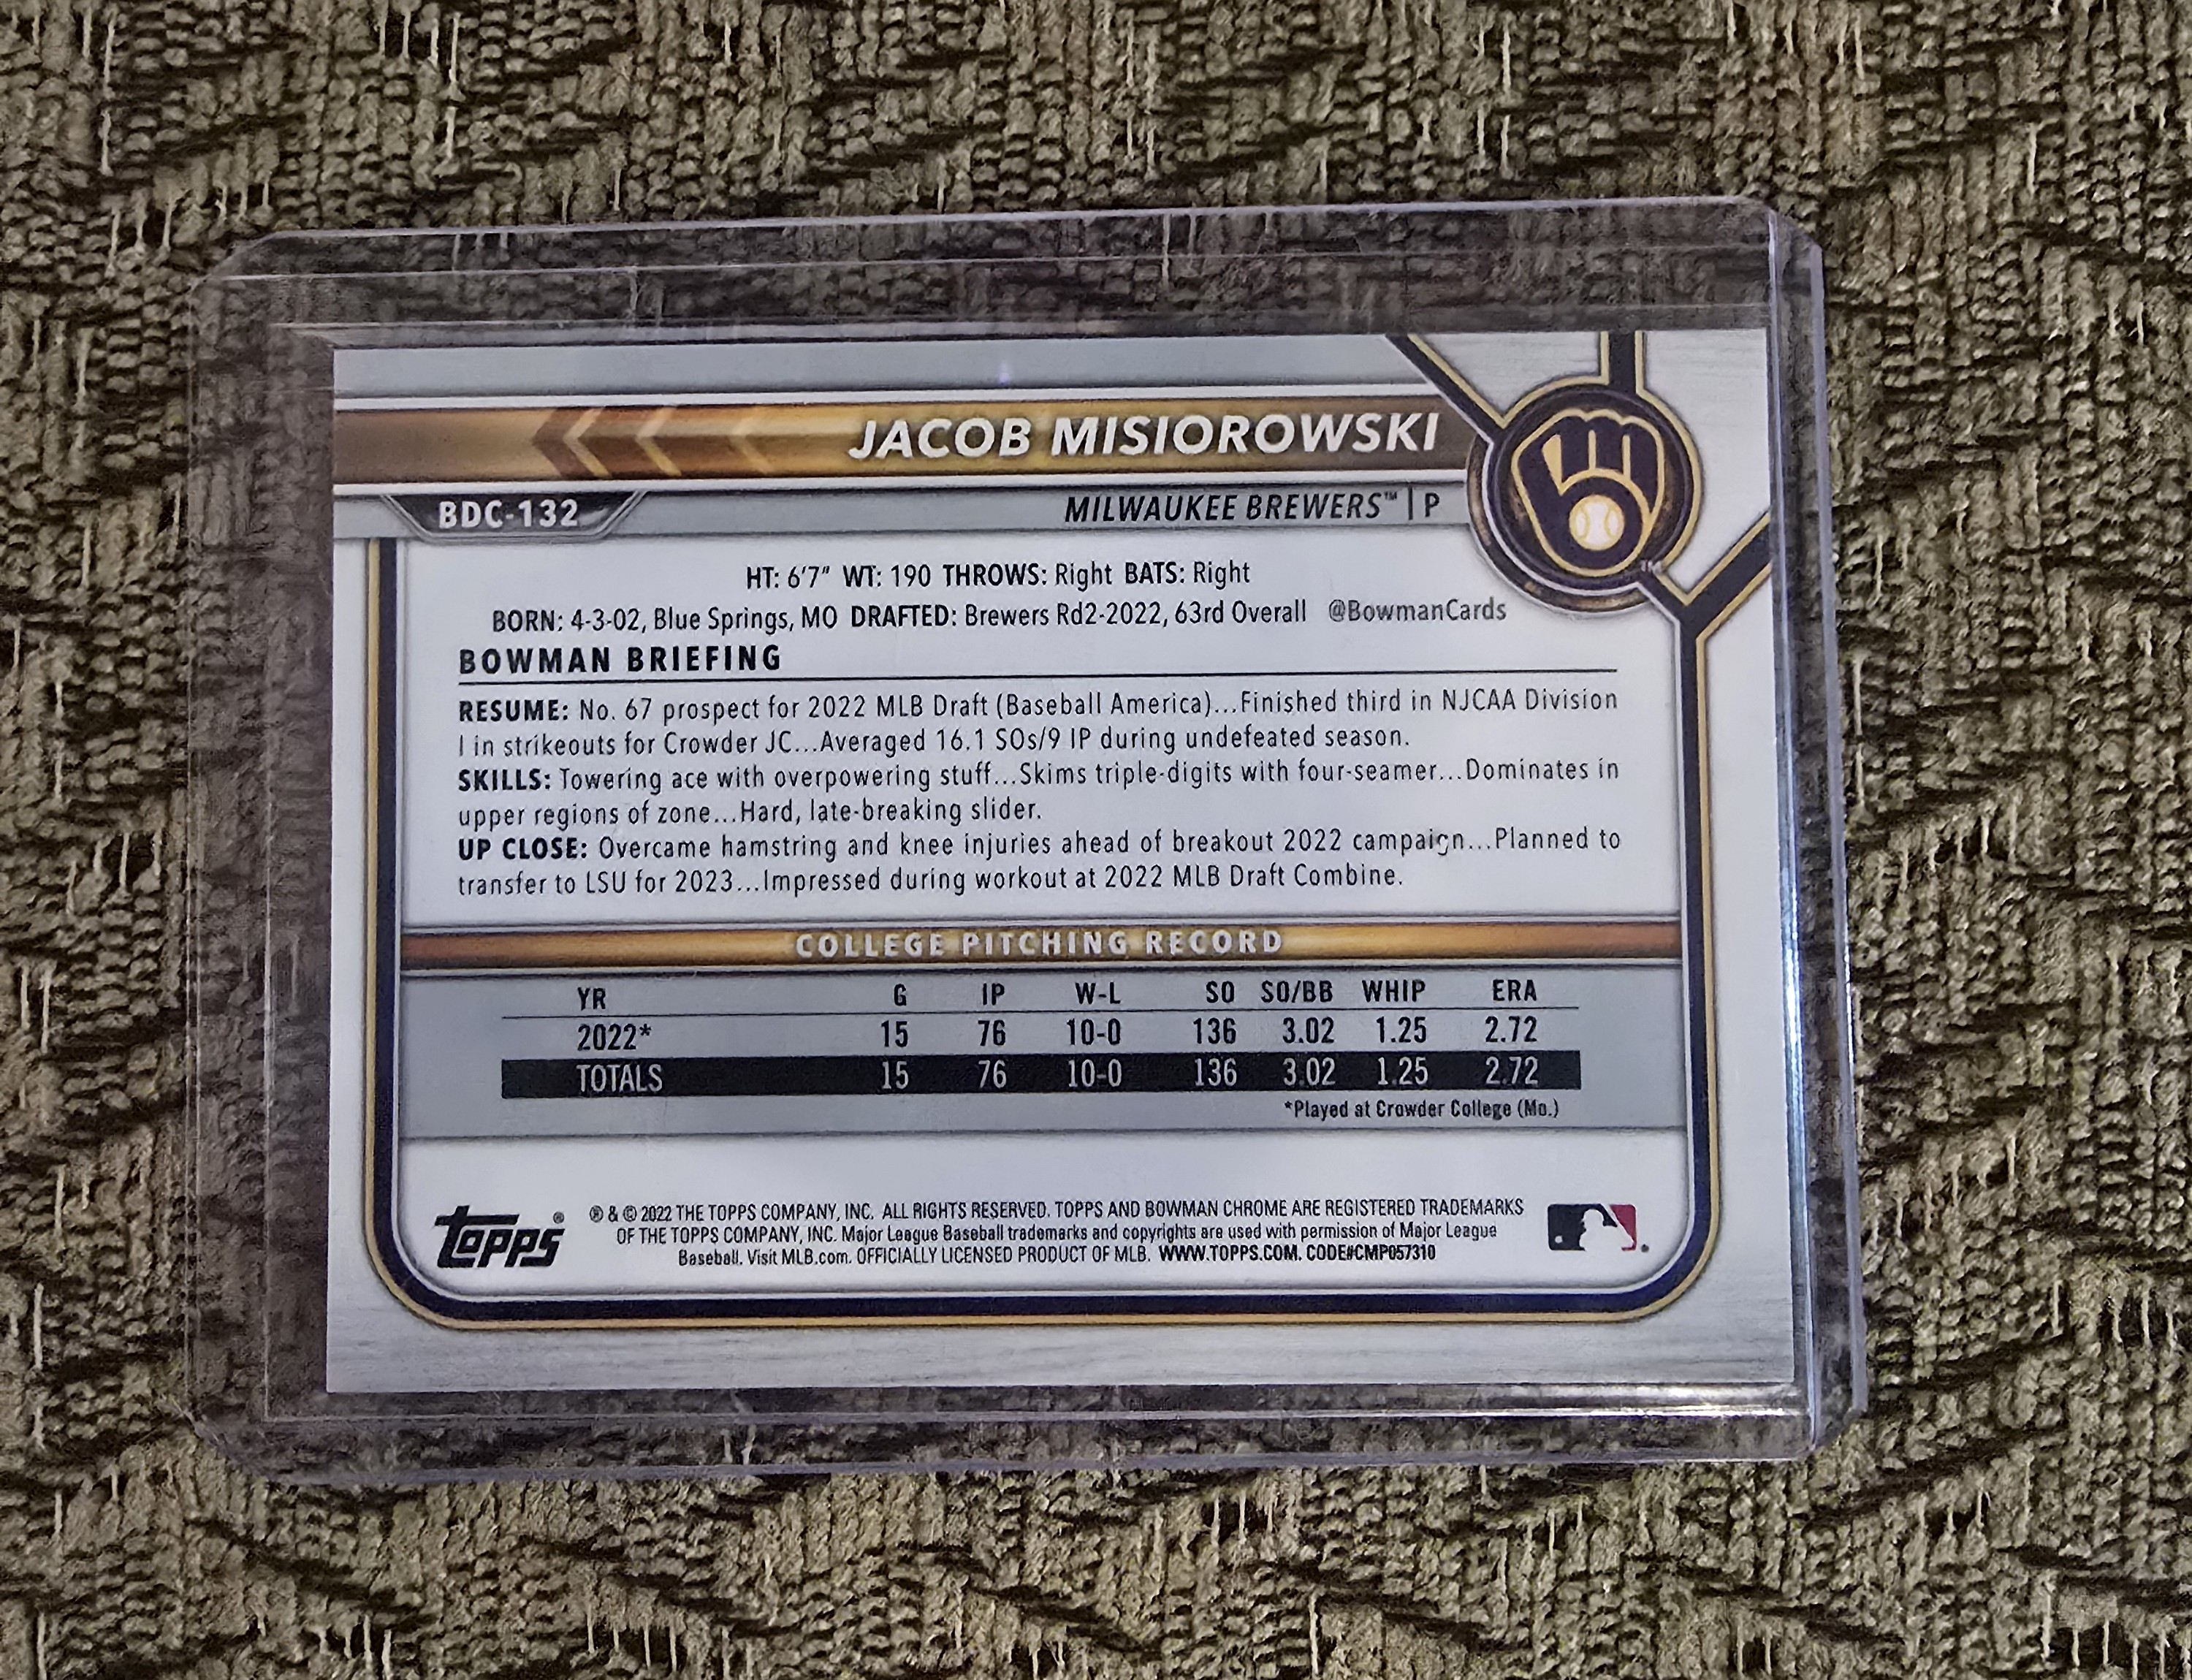 JACOB MISIOROWSKI
BDC-132
MILWAUKEE BREWERS™ | P
HT: 6'7" WT: 190 THROWS: Right BATS: Right
BORN: 4-3-02, Blue Springs, MO DRAFTED: Brewers Rd2-2022, 63rd Overall @BowmanCards
BOWMAN BRIEFING
RESUME: No. 67 prospect for 2022 MLB Draft (Baseball America)...Finished third in NJCAA Division
I in strikeouts for Crowder JC...Averaged 16.1 SOs/9 IP during undefeated season.
SKILLS: Towering ace with overpowering stuff...Skims triple-digits with four-seamer...Dominates in
upper regions of zone...Hard, late-breaking slider.
UP CLOSE: Overcame hamstring and knee injuries ahead of breakout 2022 campaign...Planned to
transfer to LSU for 2023...Impressed during workout at 2022 MLB Draft Combine.
COLLEGE PITCHING RECORD
YR G IP W-L SO SO/BB WHIP ERA
2022* 15 76 10-0 136 3.02 1.25 2.72
TOTALS 15 76 10-0 136 3.02 1.25 2.72
*Played at Crowder College (Mo.)
topps®
® & © 2022 THE TOPPS COMPANY, INC. ALL RIGHTS RESERVED. TOPPS AND BOWMAN CHROME ARE REGISTERED TRADEMARKS
OF THE TOPPS COMPANY, INC. Major League Baseball trademarks and copyrights are used with permission of Major League
Baseball. Visit MLB.com. OFFICIALLY LICENSED PRODUCT OF MLB. WWW.TOPPS.COM. CODE#CMP057310